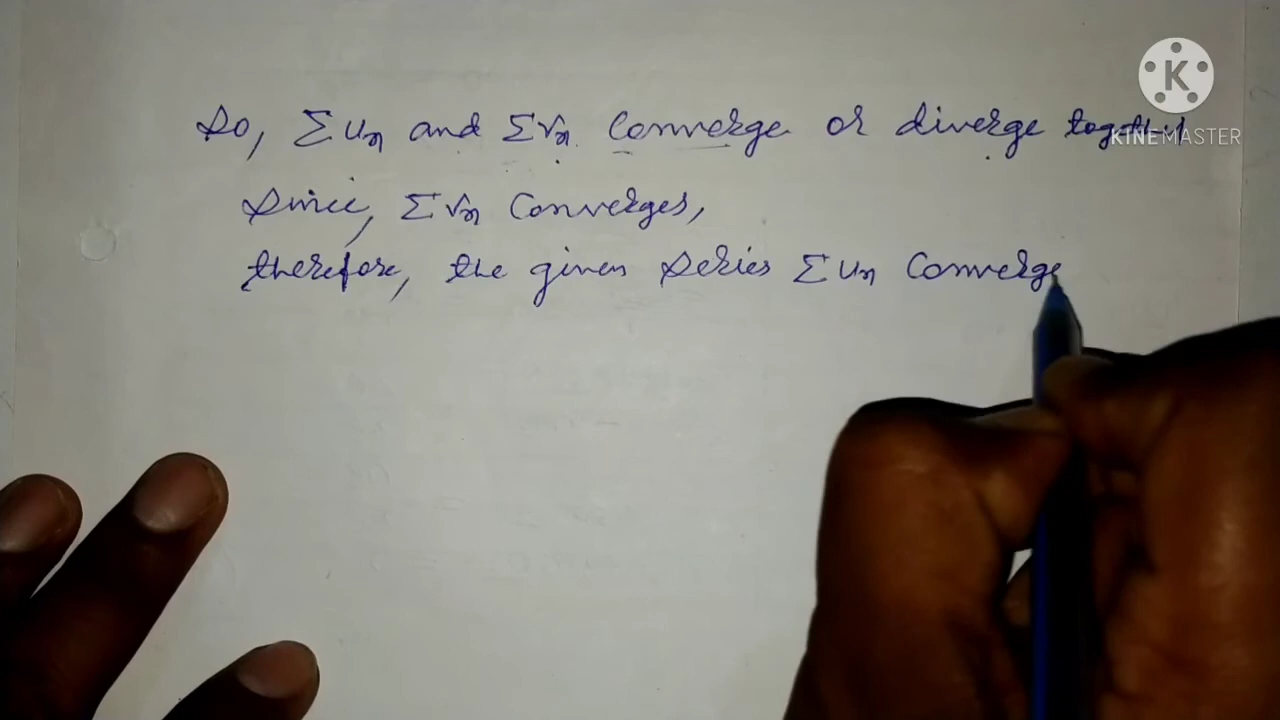 So, Σun and Σvn Converge or diverge together
KINEMASTER
Since, Σvn Converges,
therefore, the given series Σun Converge